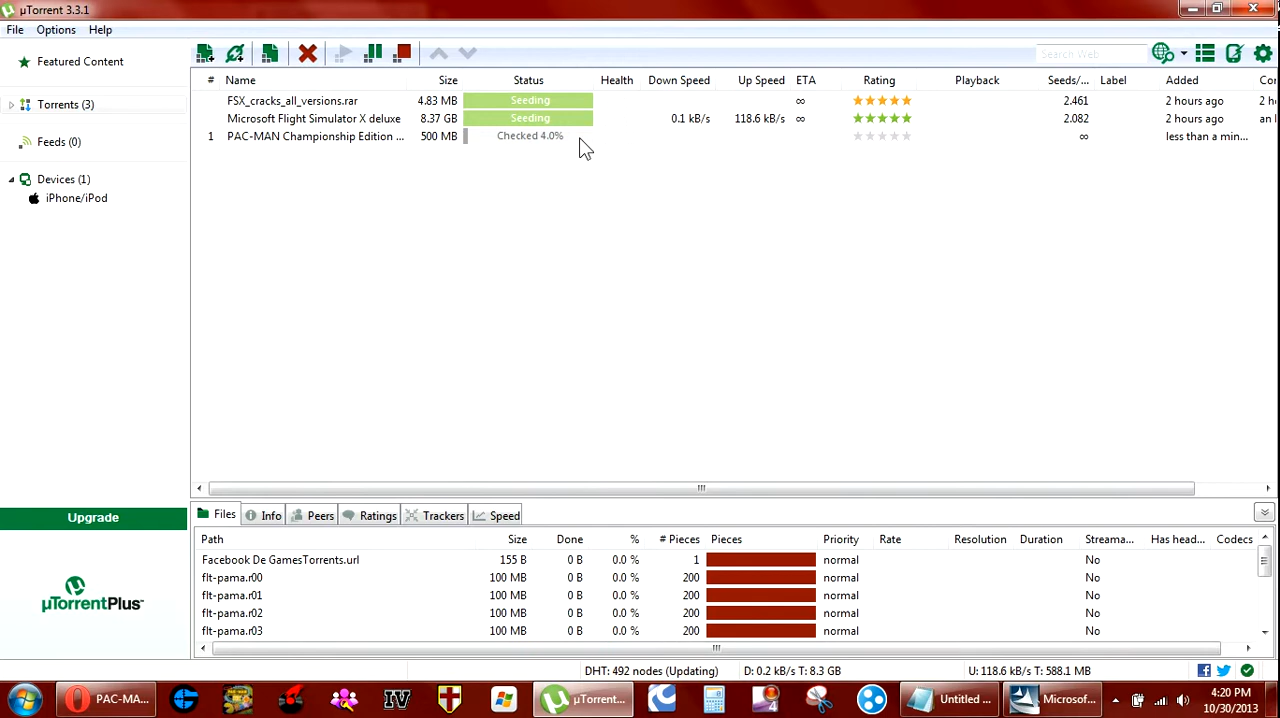 µTorrent 3.3.1
File Options Help
Search Web
Featured Content
Torrents (3)
Feeds (0)
Devices (1)
iPhone/iPod
Upgrade
µTorrentPlus™
# Name Size Status Health Down Speed Up Speed ETA Rating Playback Seeds/... Label Added Co
FSX_cracks_all_versions.rar 4.83 MB Seeding ∞ 2.461 2 hours ago
Microsoft Flight Simulator X deluxe 8.37 GB Seeding 0.1 kB/s 118.6 kB/s ∞ 2.082 2 hours ago an l
1 PAC-MAN Championship Edition ... 500 MB Checked 4.0% ∞ less than a min...
Files Info Peers Ratings Trackers Speed
Path Size Done % # Pieces Pieces Priority Rate Resolution Duration Streama... Has head... Codecs
Facebook De GamesTorrents.url 155 B 0 B 0.0 % 1 normal No
flt-pama.r00 100 MB 0 B 0.0 % 200 normal No
flt-pama.r01 100 MB 0 B 0.0 % 200 normal No
flt-pama.r02 100 MB 0 B 0.0 % 200 normal No
flt-pama.r03 100 MB 0 B 0.0 % 200 normal No
DHT: 492 nodes (Updating) D: 0.2 kB/s T: 8.3 GB U: 118.6 kB/s T: 588.1 MB
PAC-MA... IV µTorrent... Untitled ... Microsof...
4:20 PM
10/30/2013